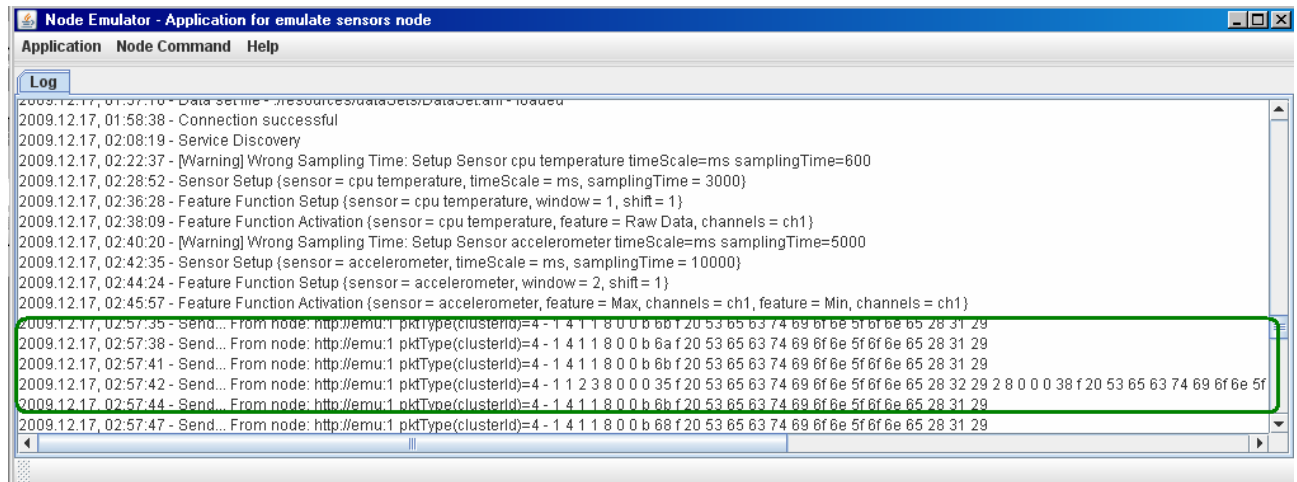 Node Emulator - Application for emulate sensors node
Application Node Command Help
Log
2009.12.17, 01:57:16 - Data set file - ./resources/dataSets/DataSet.arff - loaded
2009.12.17, 01:58:38 - Connection successful
2009.12.17, 02:08:19 - Service Discovery
2009.12.17, 02:22:37 - [Warning] Wrong Sampling Time: Setup Sensor cpu temperature timeScale=ms samplingTime=600
2009.12.17, 02:28:52 - Sensor Setup {sensor = cpu temperature, timeScale = ms, samplingTime = 3000}
2009.12.17, 02:36:28 - Feature Function Setup {sensor = cpu temperature, window = 1, shift = 1}
2009.12.17, 02:38:09 - Feature Function Activation {sensor = cpu temperature, feature = Raw Data, channels = ch1}
2009.12.17, 02:40:20 - [Warning] Wrong Sampling Time: Setup Sensor accelerometer timeScale=ms samplingTime=5000
2009.12.17, 02:42:35 - Sensor Setup {sensor = accelerometer, timeScale = ms, samplingTime = 10000}
2009.12.17, 02:44:24 - Feature Function Setup {sensor = accelerometer, window = 2, shift = 1}
2009.12.17, 02:45:57 - Feature Function Activation {sensor = accelerometer, feature = Max, channels = ch1, feature = Min, channels = ch1}
2009.12.17, 02:57:35 - Send... From node: http://emu:1 pktType(clusterId)=4 - 1 4 1 1 8 0 0 b 6b f 20 53 65 63 74 69 6f 6e 5f 6f 6e 65 28 31 29
2009.12.17, 02:57:38 - Send... From node: http://emu:1 pktType(clusterId)=4 - 1 4 1 1 8 0 0 b 6a f 20 53 65 63 74 69 6f 6e 5f 6f 6e 65 28 31 29
2009.12.17, 02:57:41 - Send... From node: http://emu:1 pktType(clusterId)=4 - 1 4 1 1 8 0 0 b 6b f 20 53 65 63 74 69 6f 6e 5f 6f 6e 65 28 31 29
2009.12.17, 02:57:42 - Send... From node: http://emu:1 pktType(clusterId)=4 - 1 1 2 3 8 0 0 0 35 f 20 53 65 63 74 69 6f 6e 5f 6f 6e 65 28 32 29 2 8 0 0 0 38 f 20 53 65 63 74 69 6f 6e 5f
2009.12.17, 02:57:44 - Send... From node: http://emu:1 pktType(clusterId)=4 - 1 4 1 1 8 0 0 b 6b f 20 53 65 63 74 69 6f 6e 5f 6f 6e 65 28 31 29
2009.12.17, 02:57:47 - Send... From node: http://emu:1 pktType(clusterId)=4 - 1 4 1 1 8 0 0 b 68 f 20 53 65 63 74 69 6f 6e 5f 6f 6e 65 28 31 29